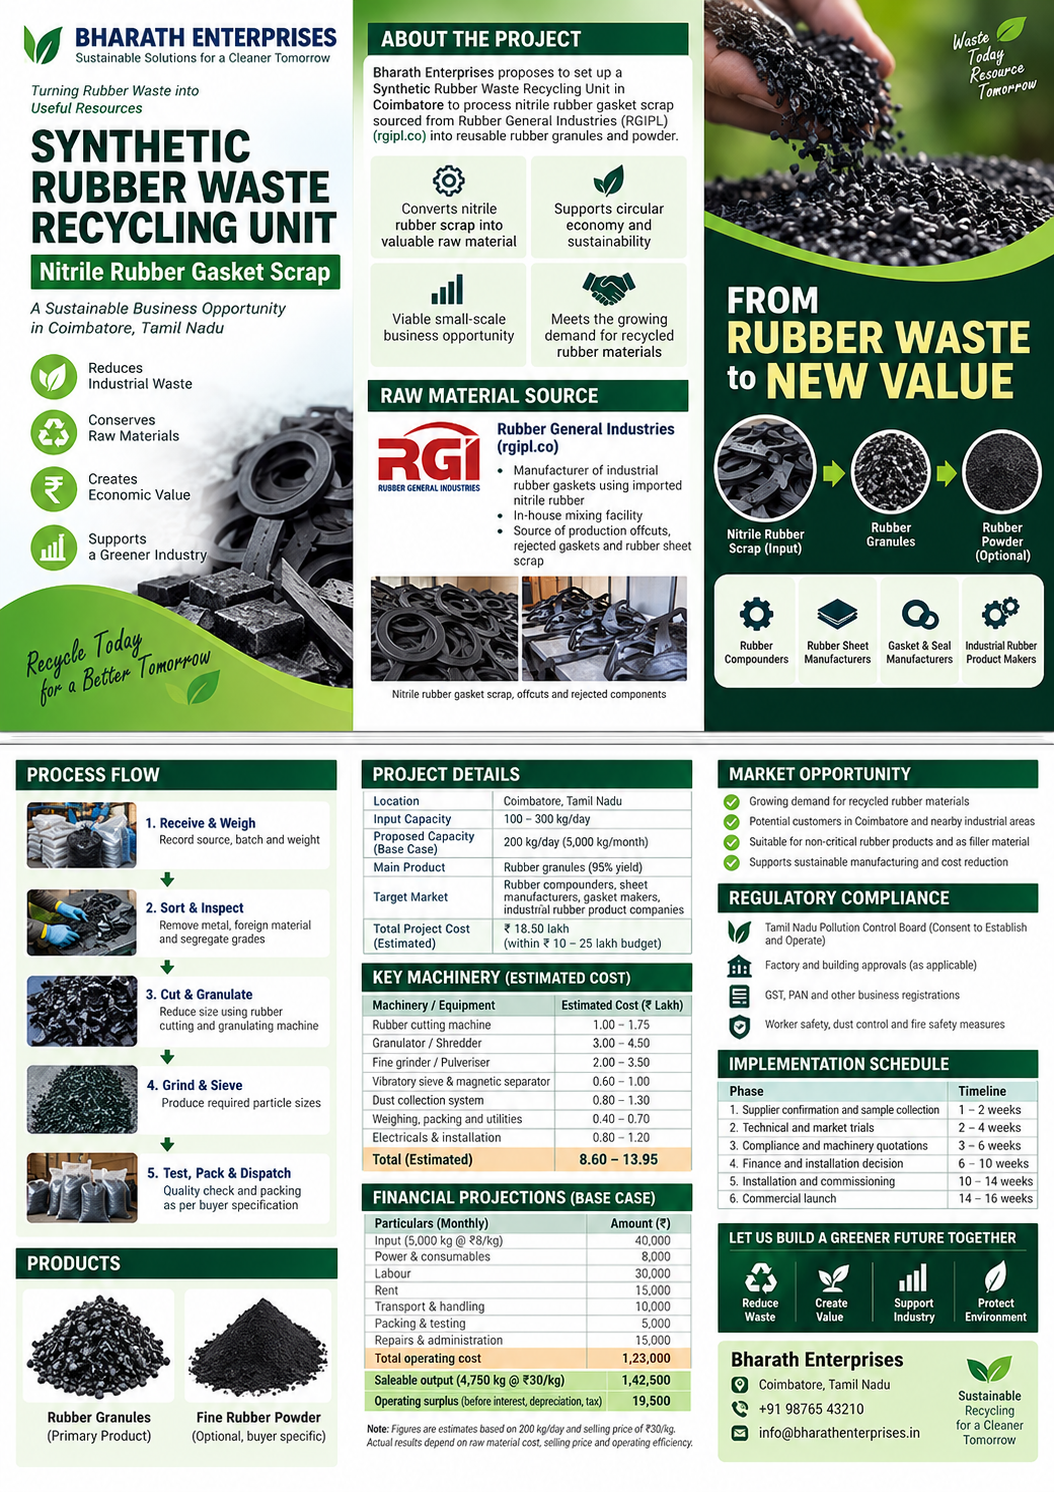 BHARATH ENTERPRISES
Sustainable Solutions for a Cleaner Tomorrow
Turning Rubber Waste into
Useful Resources
SYNTHETIC
RUBBER WASTE
RECYCLING UNIT
Nitrile Rubber Gasket Scrap
A Sustainable Business Opportunity
in Coimbatore, Tamil Nadu
Reduces
Industrial Waste
Conserves
Raw Materials
Creates
Economic Value
Supports
a Greener Industry
Recycle Today
for a Better Tomorrow
ABOUT THE PROJECT
Bharath Enterprises proposes to set up a
Synthetic Rubber Waste Recycling Unit in
Coimbatore to process nitrile rubber gasket scrap
sourced from Rubber General Industries (RGIPL)
(rgipl.co) into reusable rubber granules and powder.
Converts nitrile
rubber scrap into
valuable raw material
Supports circular
economy and
sustainability
Viable small-scale
business opportunity
Meets the growing
demand for recycled
rubber materials
RAW MATERIAL SOURCE
RGI
RUBBER GENERAL INDUSTRIES
Rubber General Industries
(rgipl.co)
• Manufacturer of industrial
rubber gaskets using imported
nitrile rubber
• In-house mixing facility
• Source of production offcuts,
rejected gaskets and rubber sheet
scrap
Nitrile rubber gasket scrap, offcuts and rejected components
Waste
Today
Resource
Tomorrow
FROM
RUBBER WASTE
to NEW VALUE
Nitrile Rubber
Scrap (Input)
Rubber
Granules
Rubber
Powder
(Optional)
Rubber
Compounders
Rubber Sheet
Manufacturers
Gasket & Seal
Manufacturers
Industrial Rubber
Product Makers
PROCESS FLOW
1. Receive & Weigh
Record source, batch and weight
2. Sort & Inspect
Remove metal, foreign material
and segregate grades
3. Cut & Granulate
Reduce size using rubber
cutting and granulating machine
4. Grind & Sieve
Produce required particle sizes
5. Test, Pack & Dispatch
Quality check and packing
as per buyer specification
PRODUCTS
Rubber Granules
(Primary Product)
Fine Rubber Powder
(Optional, buyer specific)
PROJECT DETAILS
Location Coimbatore, Tamil Nadu
Input Capacity 100 – 300 kg/day
Proposed Capacity
(Base Case) 200 kg/day (5,000 kg/month)
Main Product Rubber granules (95% yield)
Target Market Rubber compounders, sheet
manufacturers, gasket makers,
industrial rubber product companies
Total Project Cost
(Estimated) ₹ 18.50 lakh
(within ₹ 10 – 25 lakh budget)
KEY MACHINERY (ESTIMATED COST)
Machinery / Equipment Estimated Cost (₹ Lakh)
Rubber cutting machine 1.00 – 1.75
Granulator / Shredder 3.00 – 4.50
Fine grinder / Pulveriser 2.00 – 3.50
Vibratory sieve & magnetic separator 0.60 – 1.00
Dust collection system 0.80 – 1.30
Weighing, packing and utilities 0.40 – 0.70
Electricals & installation 0.80 – 1.20
Total (Estimated) 8.60 – 13.95
FINANCIAL PROJECTIONS (BASE CASE)
Particulars (Monthly) Amount (₹)
Input (5,000 kg @ ₹8/kg) 40,000
Power & consumables 8,000
Labour 30,000
Rent 15,000
Transport & handling 10,000
Packing & testing 5,000
Repairs & administration 15,000
Total operating cost 1,23,000
Saleable output (4,750 kg @ ₹30/kg) 1,42,500
Operating surplus (before interest, depreciation, tax) 19,500
Note: Figures are estimates based on 200 kg/day and selling price of ₹30/kg.
Actual results depend on raw material cost, selling price and operating efficiency.
MARKET OPPORTUNITY
Growing demand for recycled rubber materials
Potential customers in Coimbatore and nearby industrial areas
Suitable for non-critical rubber products and as filler material
Supports sustainable manufacturing and cost reduction
REGULATORY COMPLIANCE
Tamil Nadu Pollution Control Board (Consent to Establish
and Operate)
Factory and building approvals (as applicable)
GST, PAN and other business registrations
Worker safety, dust control and fire safety measures
IMPLEMENTATION SCHEDULE
Phase Timeline
1. Supplier confirmation and sample collection 1 – 2 weeks
2. Technical and market trials 2 – 4 weeks
3. Compliance and machinery quotations 3 – 6 weeks
4. Finance and installation decision 6 – 10 weeks
5. Installation and commissioning 10 – 14 weeks
6. Commercial launch 14 – 16 weeks
LET US BUILD A GREENER FUTURE TOGETHER
Reduce
Waste
Create
Value
Support
Industry
Protect
Environment
Bharath Enterprises
Coimbatore, Tamil Nadu
+91 98765 43210
info@bharathenterprises.in
Sustainable
Recycling
for a Cleaner
Tomorrow